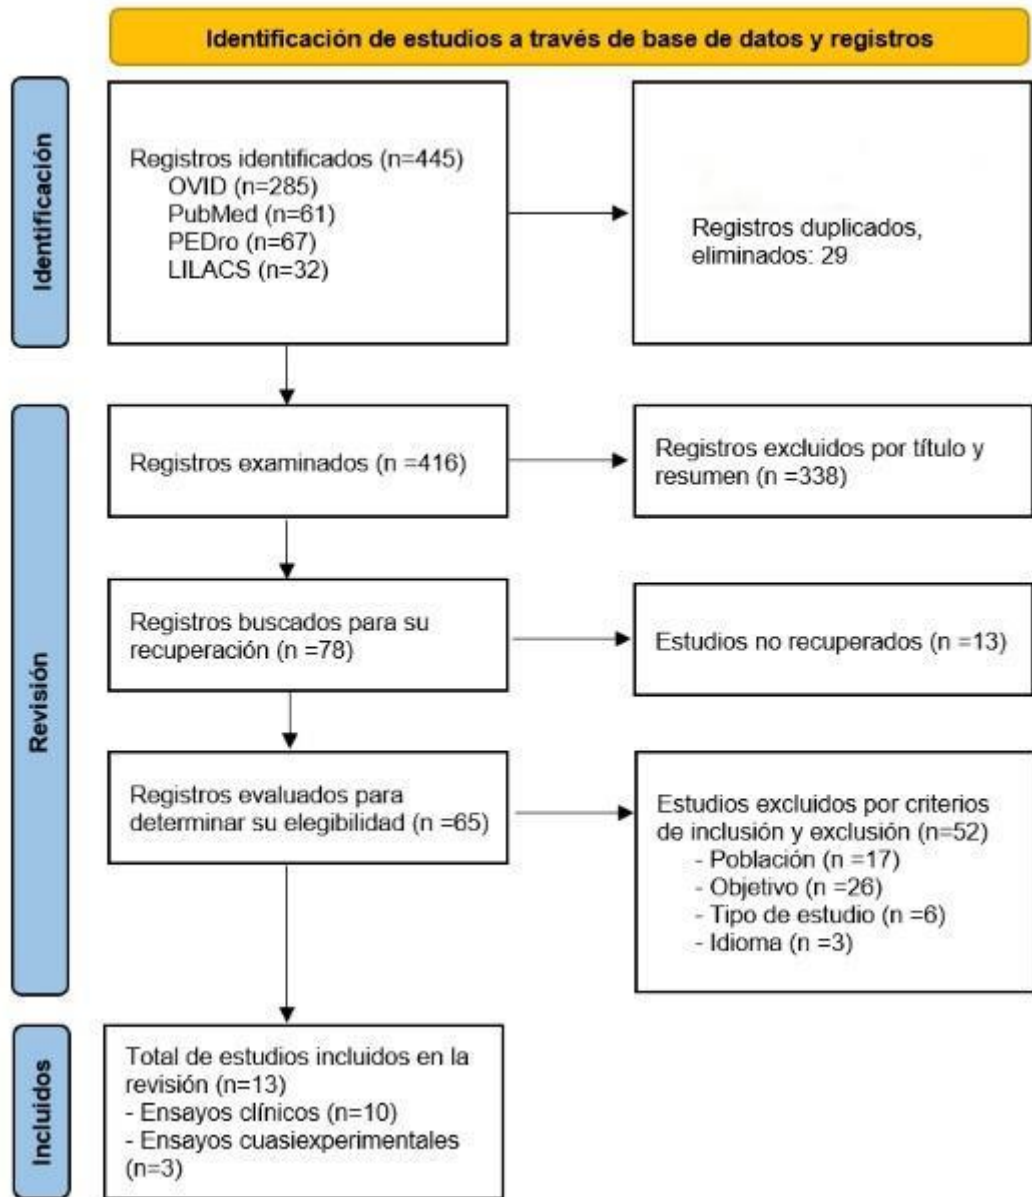 Identificación de estudios a través de base de datos y registros
Identificación
Registros identificados (n=445)
OVID (n=285)
PubMed (n=61)
PEDro (n=67)
LILACS (n=32)
Registros duplicados,
eliminados: 29
Revisión
Registros examinados (n =416)
Registros excluidos por título y
resumen (n =338)
Registros buscados para su
recuperación (n =78)
Estudios no recuperados (n =13)
Registros evaluados para
determinar su elegibilidad (n =65)
Estudios excluidos por criterios
de inclusión y exclusión (n=52)
- Población (n =17)
- Objetivo (n =26)
- Tipo de estudio (n =6)
- Idioma (n =3)
Incluidos
Total de estudios incluidos en la
revisión (n=13)
- Ensayos clínicos (n=10)
- Ensayos cuasiexperimentales
(n=3)